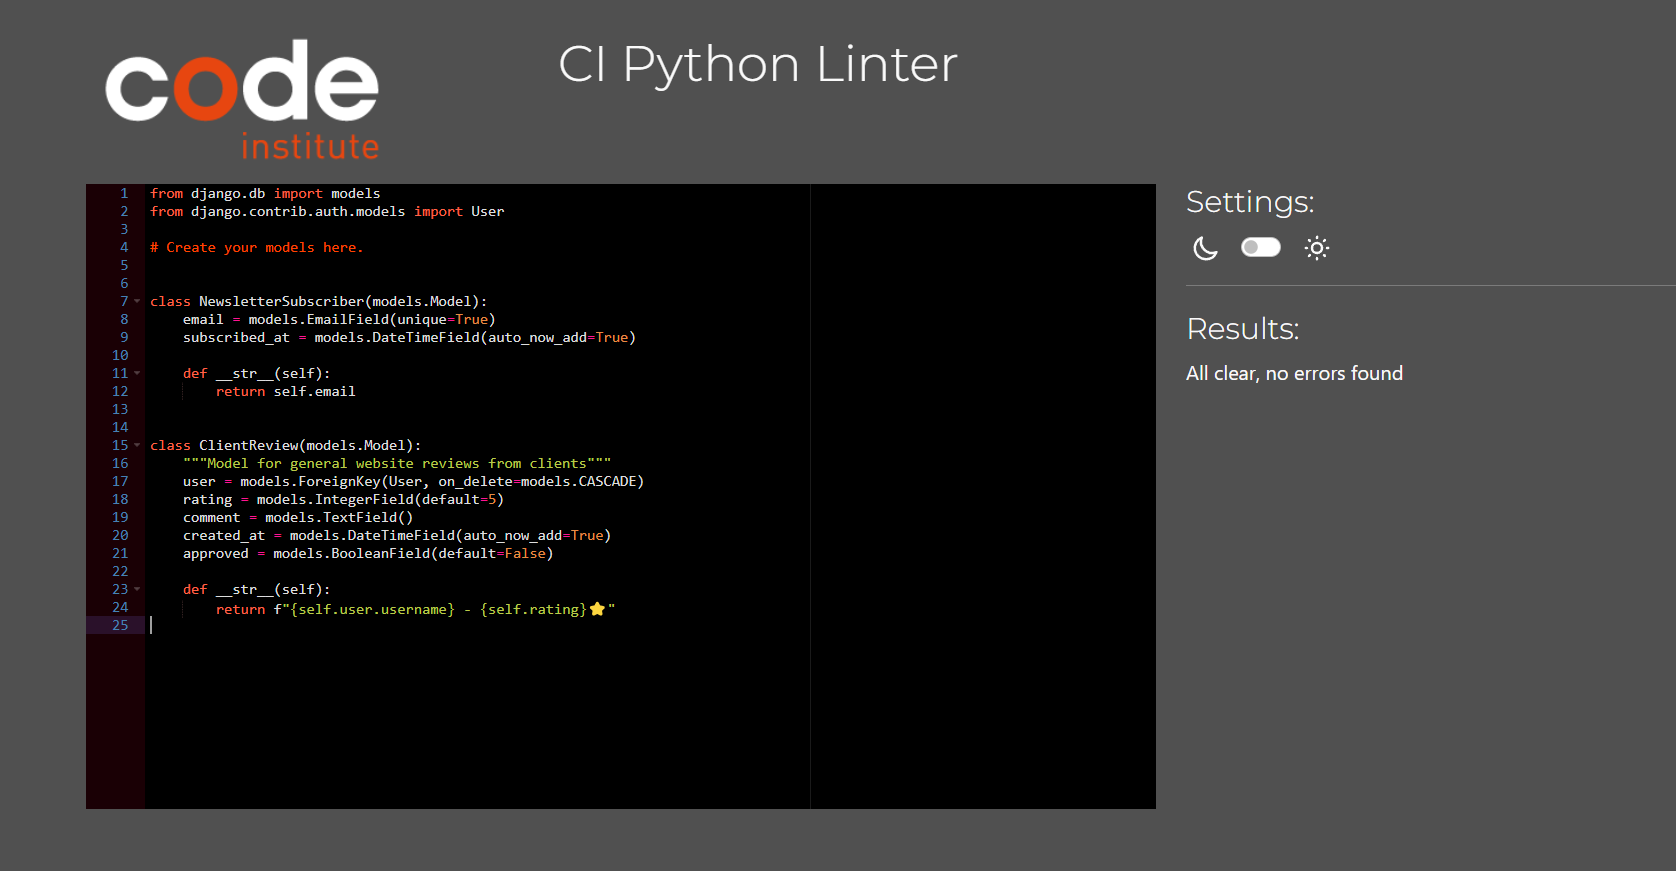 code
institute
CI Python Linter
1 from django.db import models
2 from django.contrib.auth.models import User
3
4 # Create your models here.
5
6
7 class NewsletterSubscriber(models.Model):
8     email = models.EmailField(unique=True)
9     subscribed_at = models.DateTimeField(auto_now_add=True)
10
11     def __str__(self):
12         return self.email
13
14
15 class ClientReview(models.Model):
16     """Model for general website reviews from clients"""
17     user = models.ForeignKey(User, on_delete=models.CASCADE)
18     rating = models.IntegerField(default=5)
19     comment = models.TextField()
20     created_at = models.DateTimeField(auto_now_add=True)
21     approved = models.BooleanField(default=False)
22
23     def __str__(self):
24         return f"{self.user.username} - {self.rating}⭐"
25
Settings:
Results:
All clear, no errors found